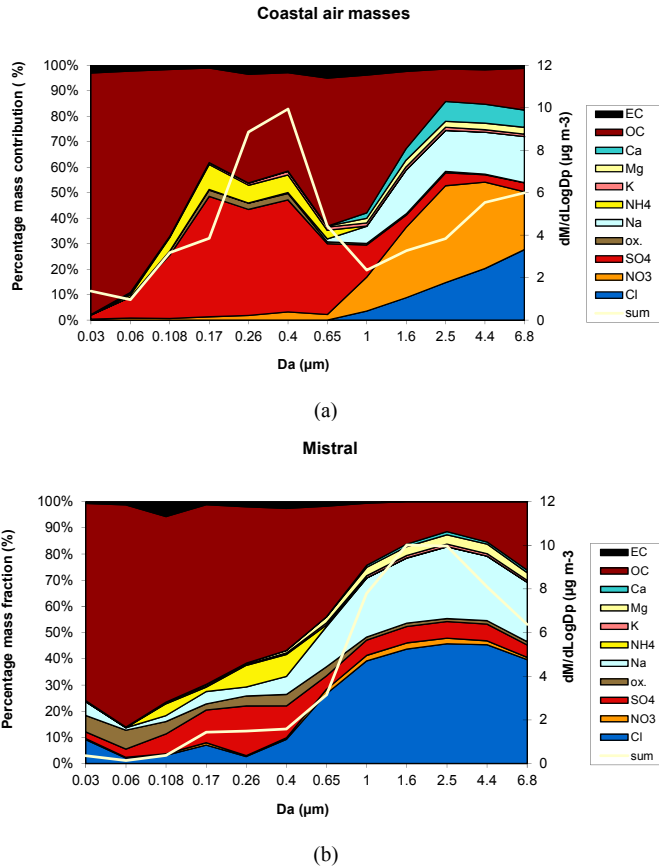 Coastal air masses
Percentage mass contribution ( %)
100%
90%
80%
70%
60%
50%
40%
30%
20%
10%
0%
12
10
8
6
4
2
0
dM/dLogDp (µg m-3)
0.03 0.06 0.108 0.17 0.26 0.4 0.65 1 1.6 2.5 4.4 6.8
Da (µm)
EC
OC
Ca
Mg
K
NH4
Na
ox.
SO4
NO3
Cl
sum
(a)
Mistral
Percentage mass fraction (%)
100%
90%
80%
70%
60%
50%
40%
30%
20%
10%
0%
12
10
8
6
4
2
0
dM/dLogDp (µg m-3
0.03 0.06 0.108 0.17 0.26 0.4 0.65 1 1.6 2.5 4.4 6.8
Da (µm)
EC
OC
Ca
Mg
K
NH4
Na
ox.
SO4
NO3
Cl
sum
(b)